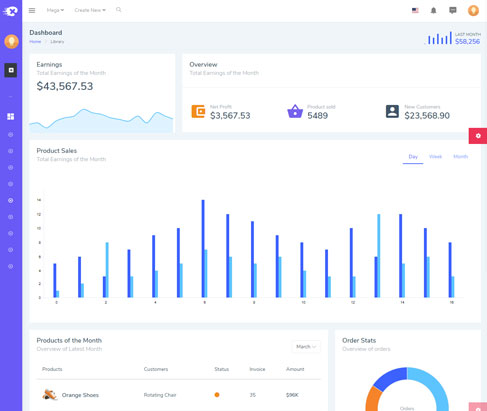 Mega
Create New
Dashboard
Home Library
LAST MONTH
$58,256
Earnings
Total Earnings of the Month
$43,567.53
Overview
Total Earnings of the Month
Net Profit
$3,567.53
Product sold
5489
New Customers
$23,568.90
Product Sales
Total Earnings of the Month
Day Week Month
14
12
10
8
6
4
2
0
0 2 4 6 8 10 12 14 16
Products of the Month
Overview of Latest Month
March
Products Customers Status Invoice Amount
Orange Shoes Rotating Chair 35 $96K
Order Stats
Overview of orders
Orders